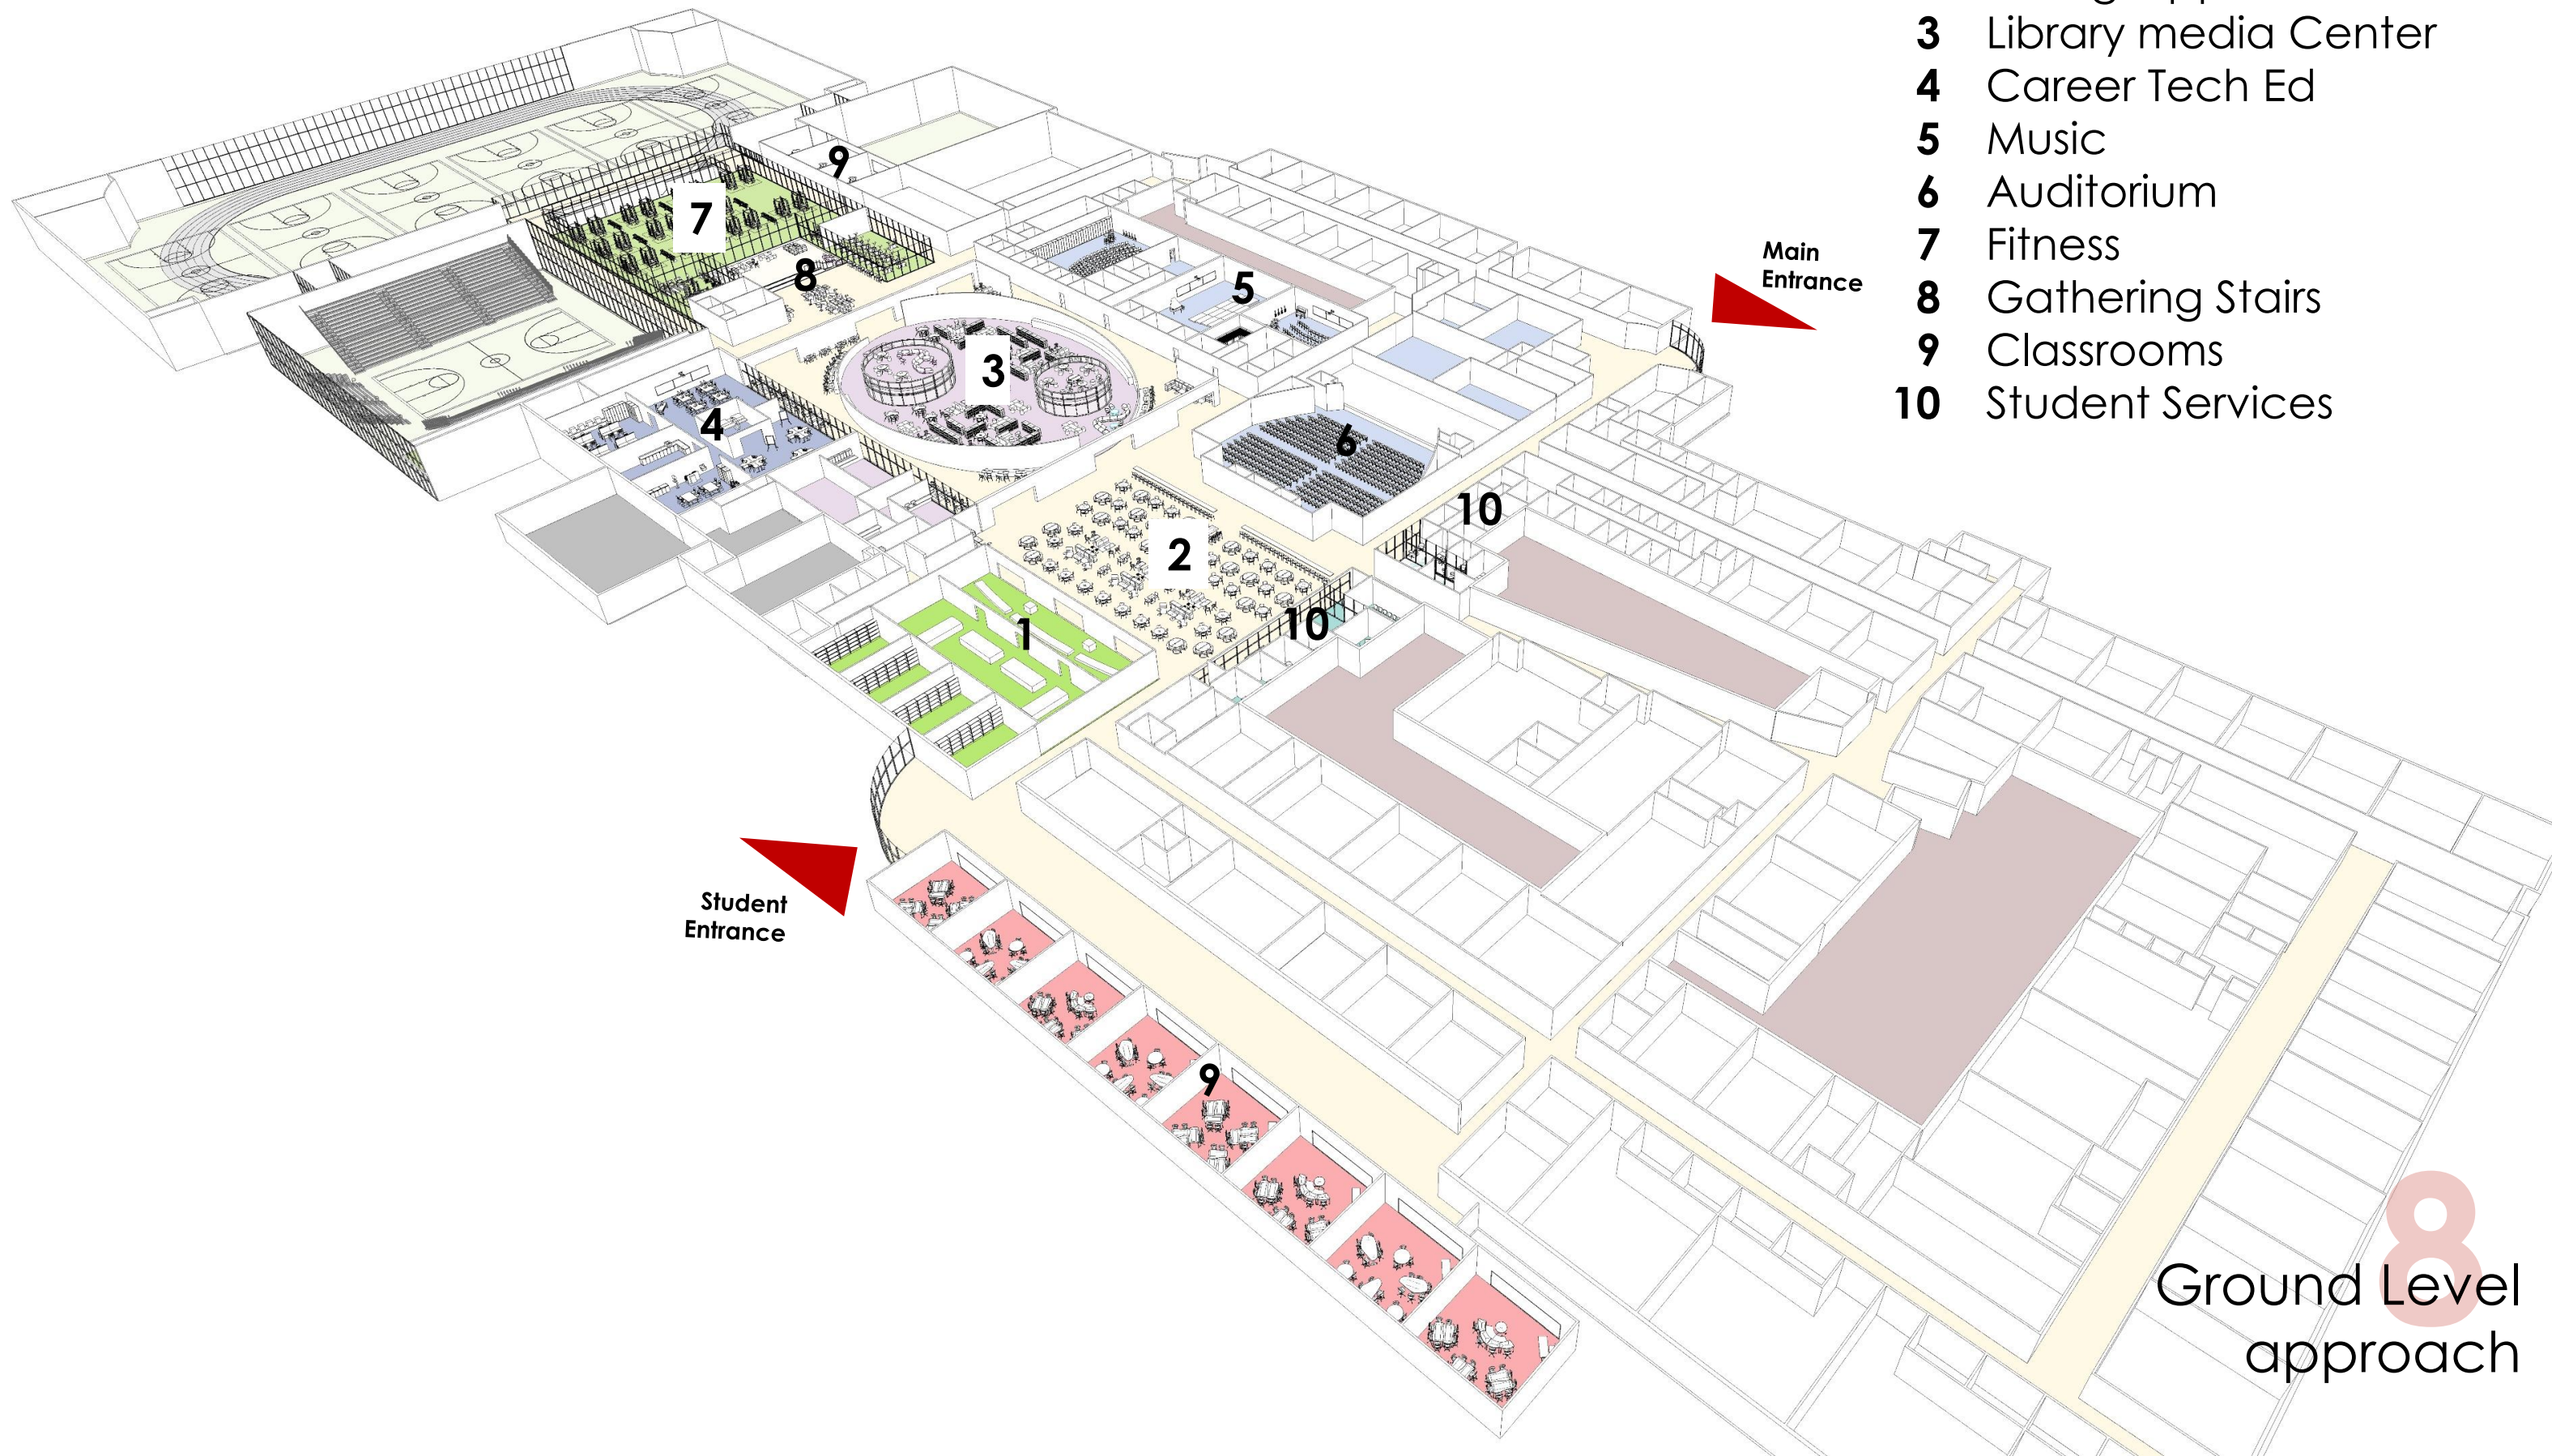 3 Library media Center
4 Career Tech Ed
5 Music
6 Auditorium
7 Fitness
8 Gathering Stairs
9 Classrooms
10 Student Services
Main
Entrance
9
7
8
5
3
4
6
10
2
10
1
Student
Entrance
9
8
Ground Level
approach